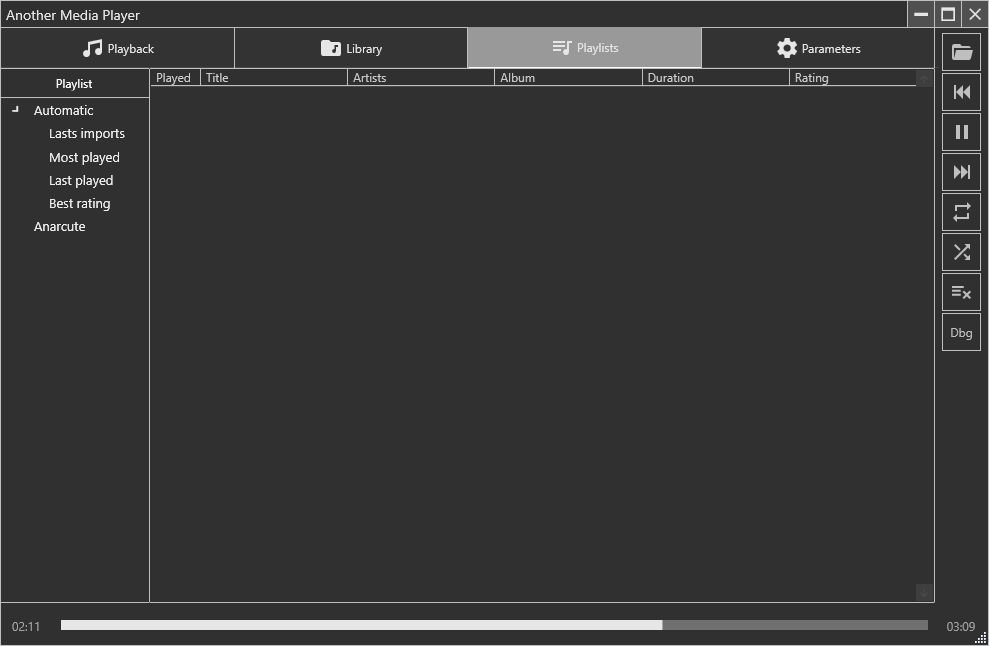 Another Media Player
Playback
Library
Playlists
Parameters
Playlist
Played
Title
Artists
Album
Duration
Rating
Automatic
Lasts imports
Most played
Last played
Best rating
Anarcute
Dbg
02:11
03:09